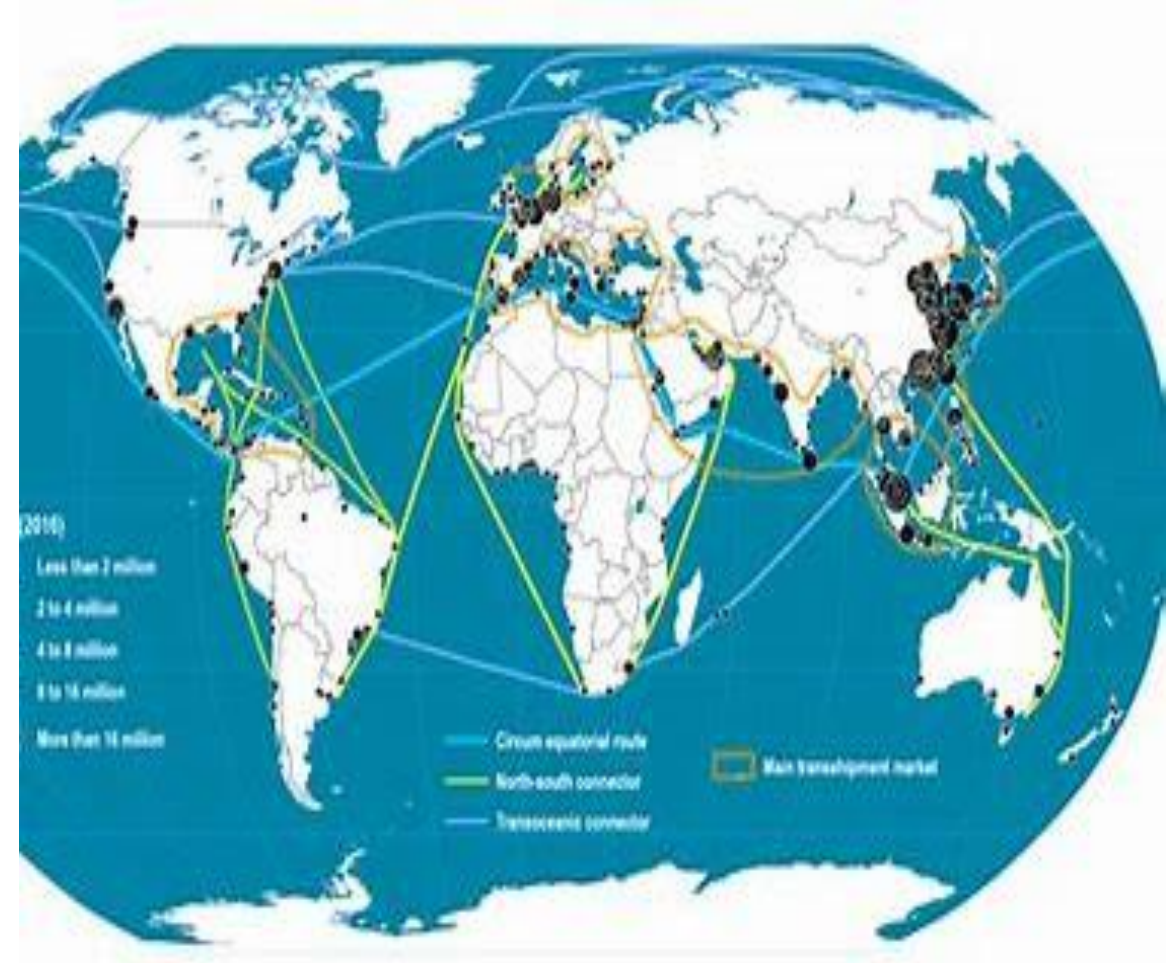 (2016)
Less than 2 million
2 to 4 million
4 to 8 million
8 to 16 million
More than 16 million
Circum equatorial route
North-south connector
Transoceanic connector
Main transshipment market